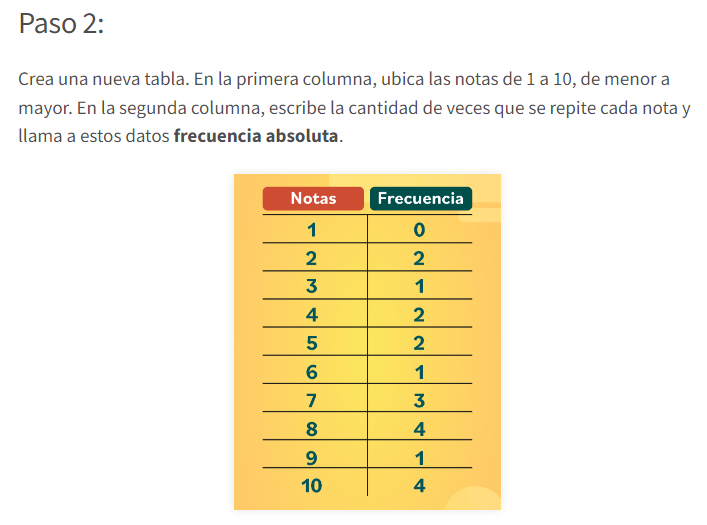 Paso 2:
Crea una nueva tabla. En la primera columna, ubica las notas de 1 a 10, de menor a
mayor. En la segunda columna, escribe la cantidad de veces que se repite cada nota y
llama a estos datos frecuencia absoluta.
Notas Frecuencia
1 0
2 2
3 1
4 2
5 2
6 1
7 3
8 4
9 1
10 4